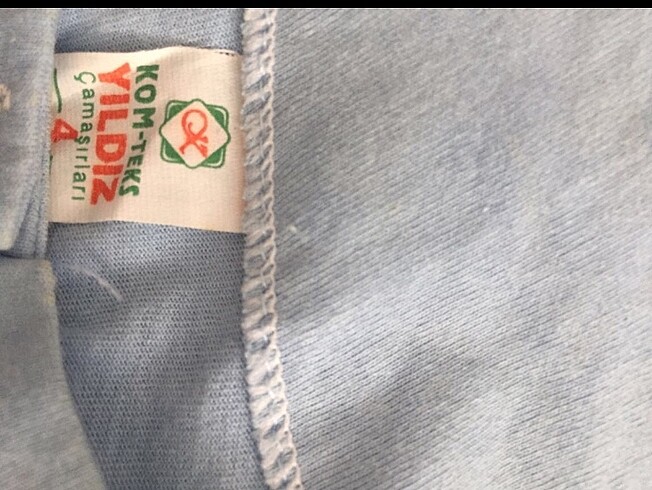 KOM-TEKS
YILDIZ
Çamaşırları
4